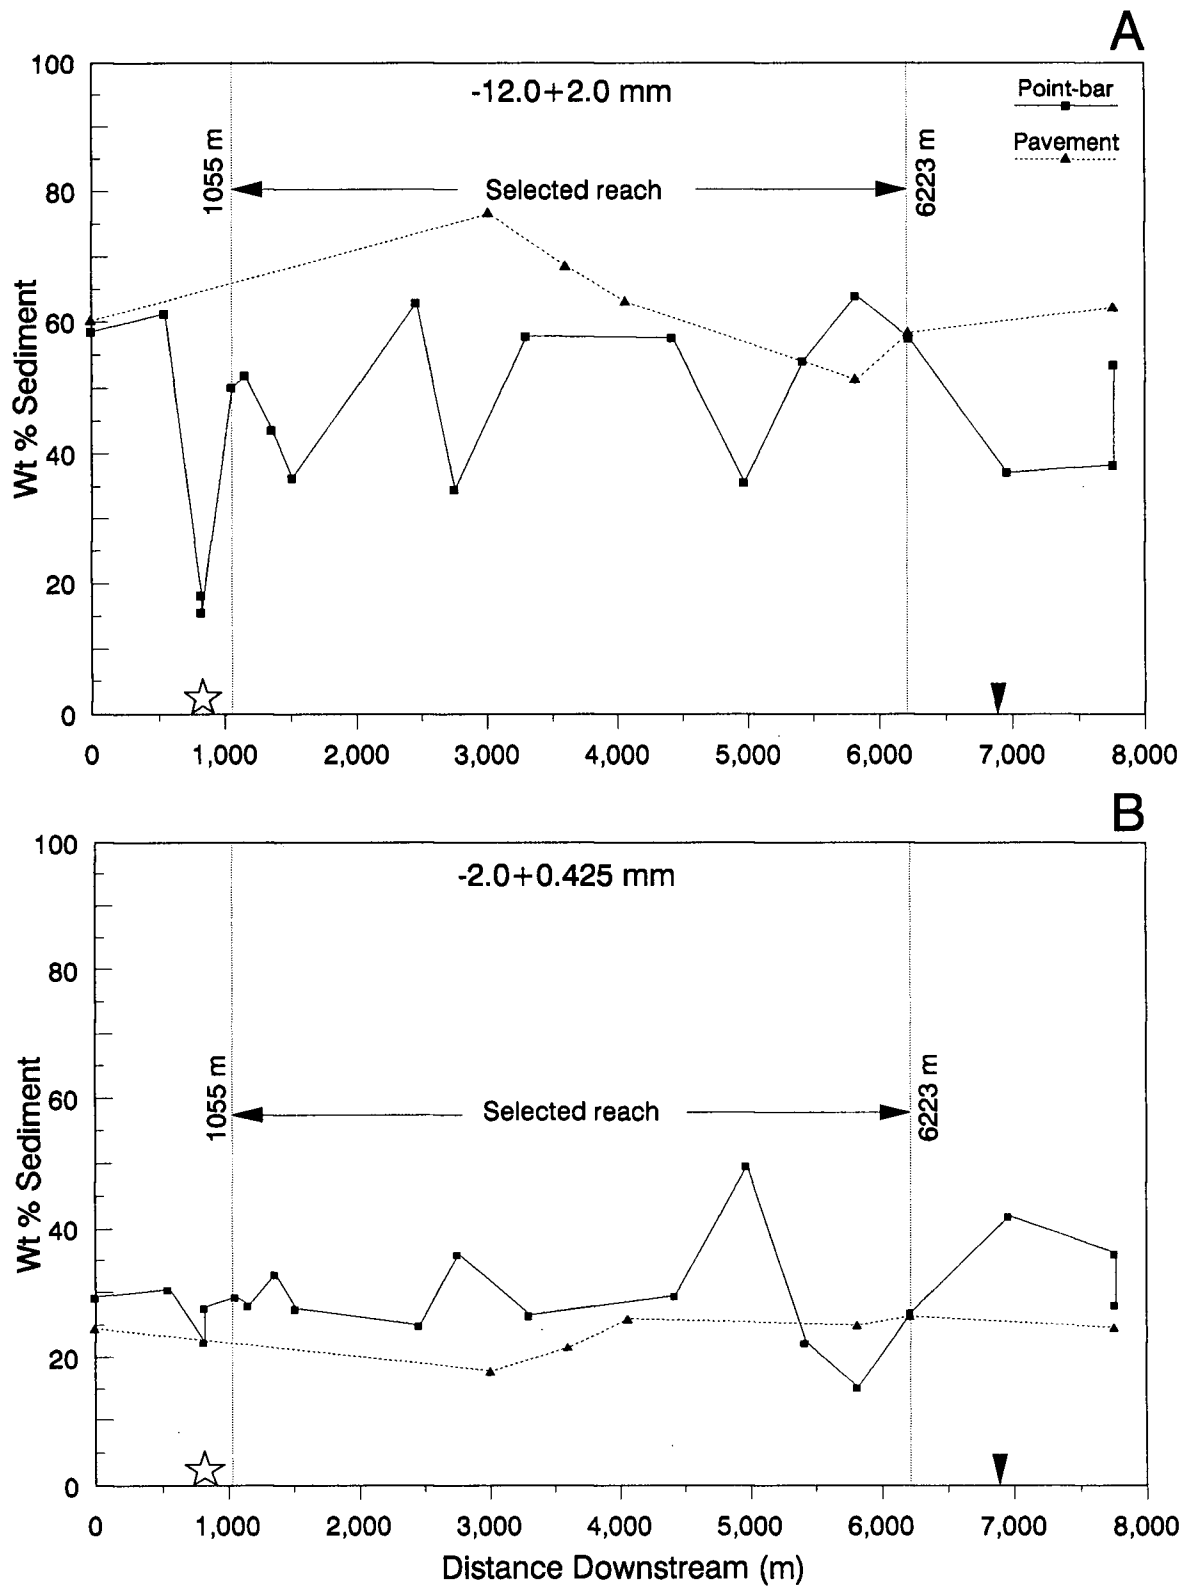 A
100
-12.0+2.0 mm
Point-bar
Pavement
1055 m
6223 m
80
Selected reach
60
Wt % Sediment
40
20
0
0 1,000 2,000 3,000 4,000 5,000 6,000 7,000 8,000
B
100
-2.0+0.425 mm
80
1055 m
6223 m
60
Selected reach
Wt % Sediment
40
20
0
0 1,000 2,000 3,000 4,000 5,000 6,000 7,000 8,000
Distance Downstream (m)